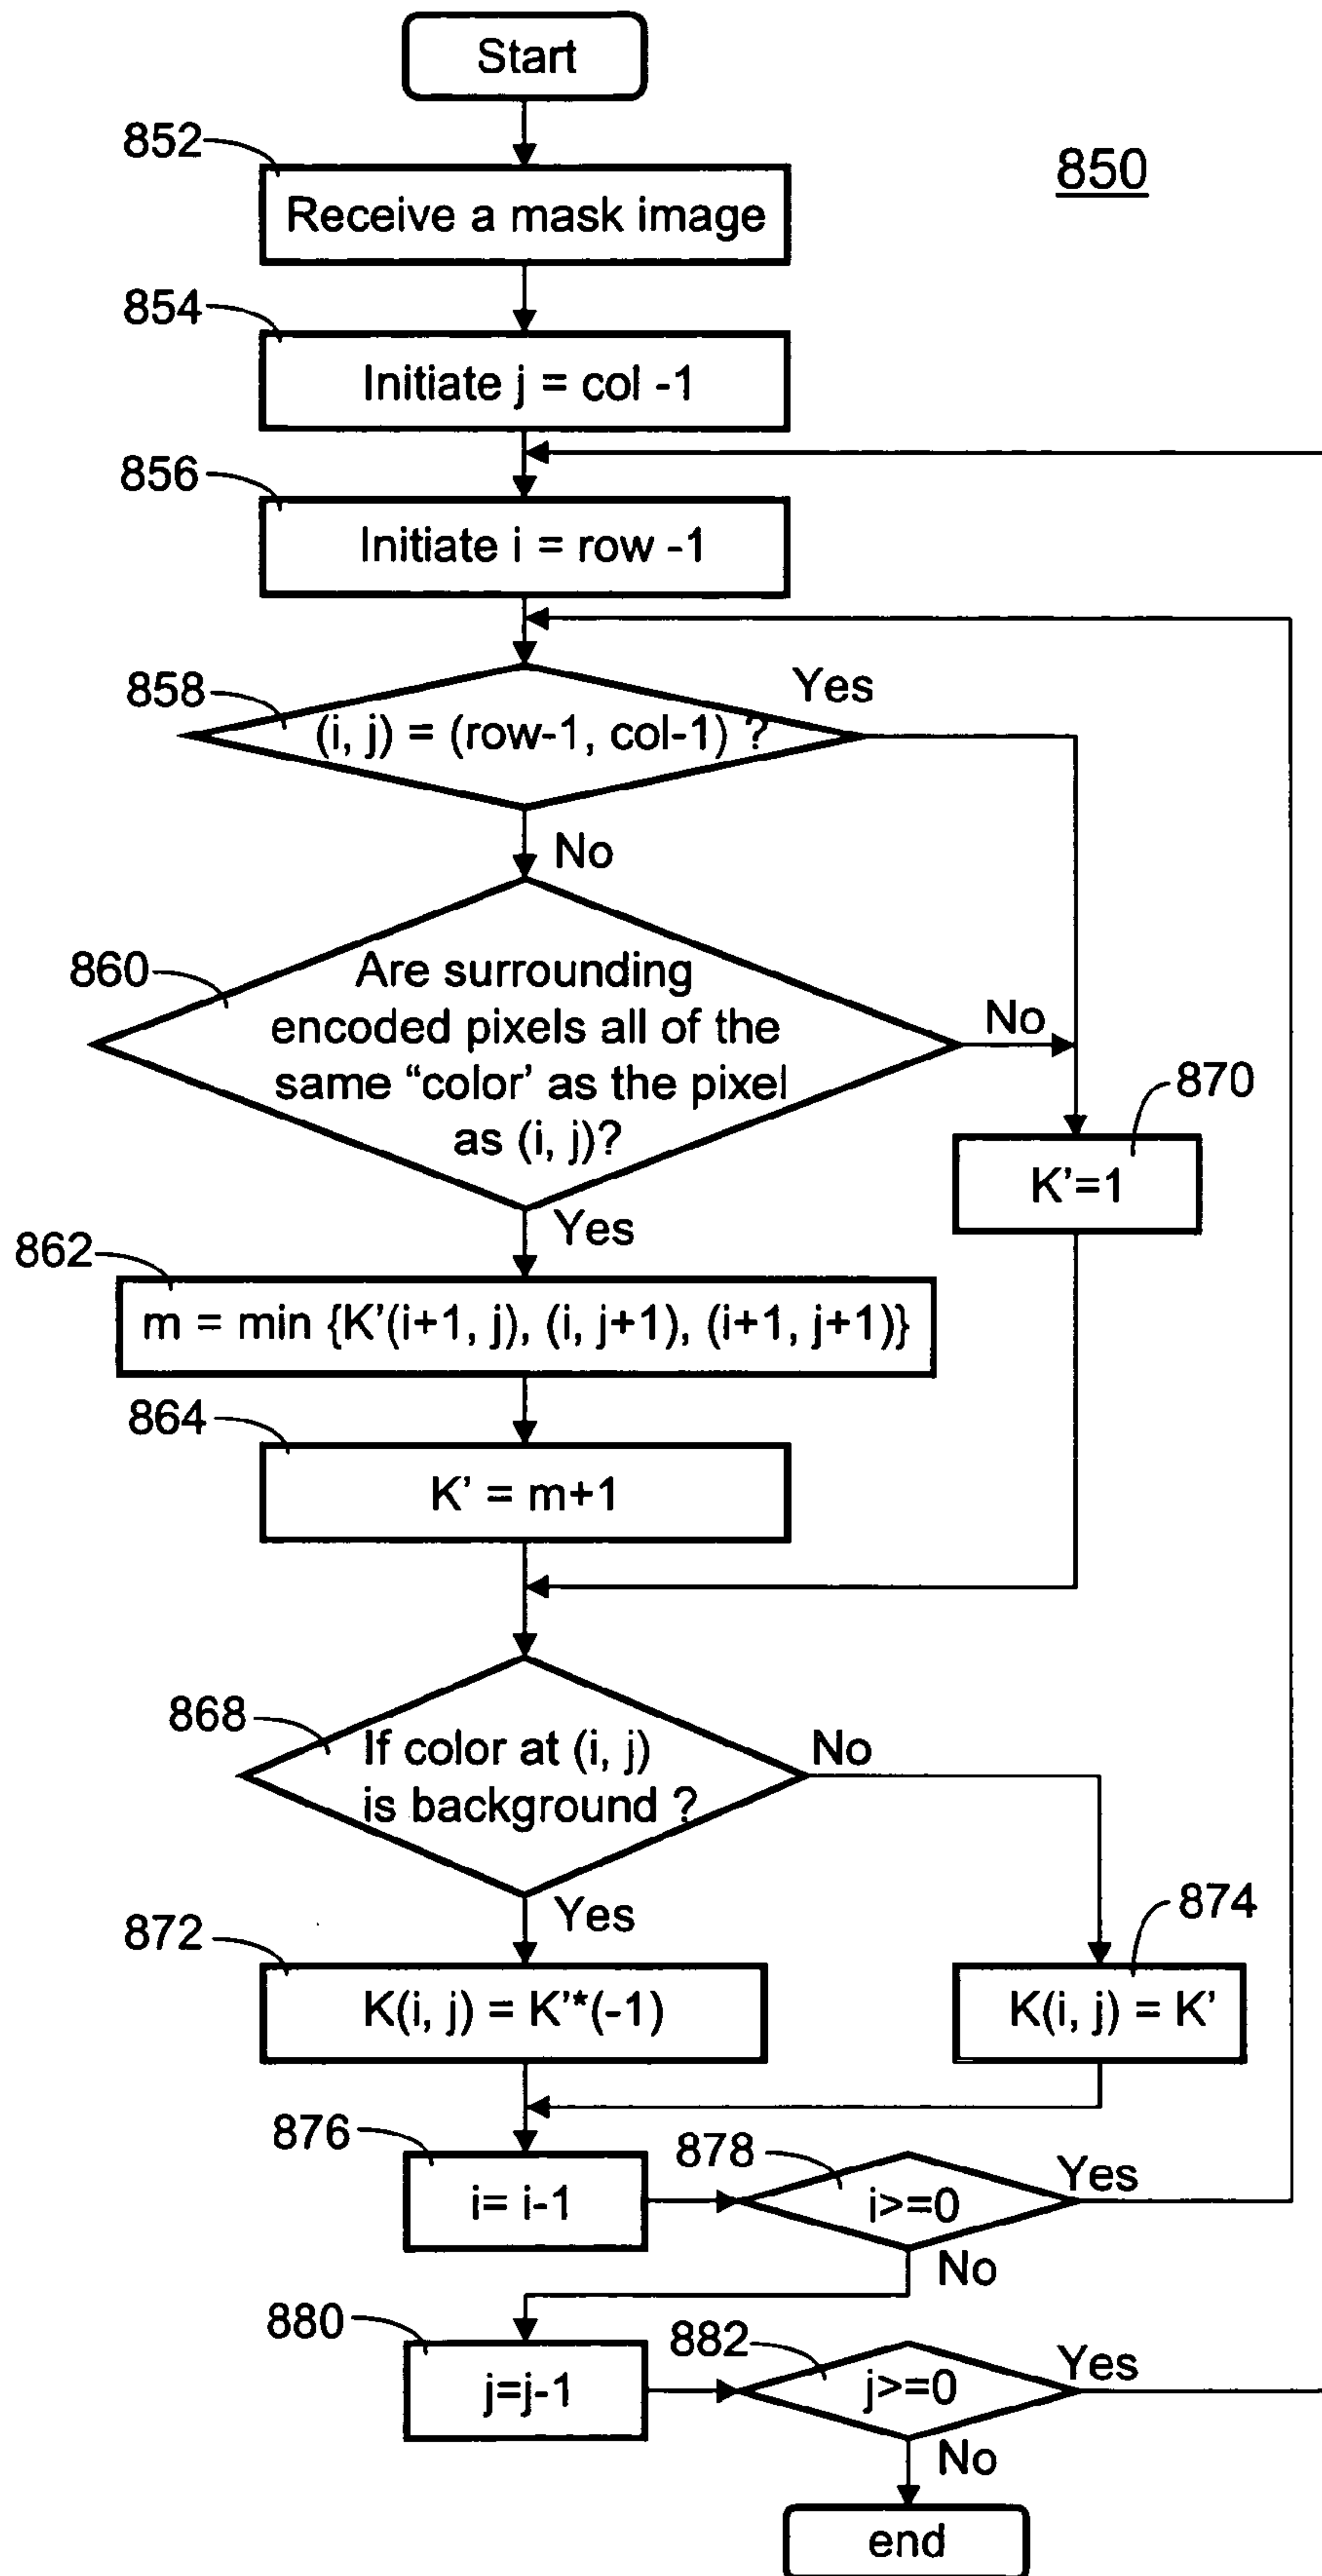 Start
852
850
Receive a mask image
854
Initiate j = col -1
856
Initiate i = row -1
858
Yes
(i, j) = (row-1, col-1) ?
No
860
Are surrounding
encoded pixels all of the
same “color’ as the pixel
as (i, j)?
No
870
K’=1
Yes
862
m = min {K’(i+1, j), (i, j+1), (i+1, j+1)}
864
K’ = m+1
868
If color at (i, j)
is background ?
No
Yes
872
874
K(i, j) = K’*(-1)
K(i, j) = K’
876
878
Yes
i= i-1
i>=0
No
880
882
Yes
j=j-1
j>=0
No
end